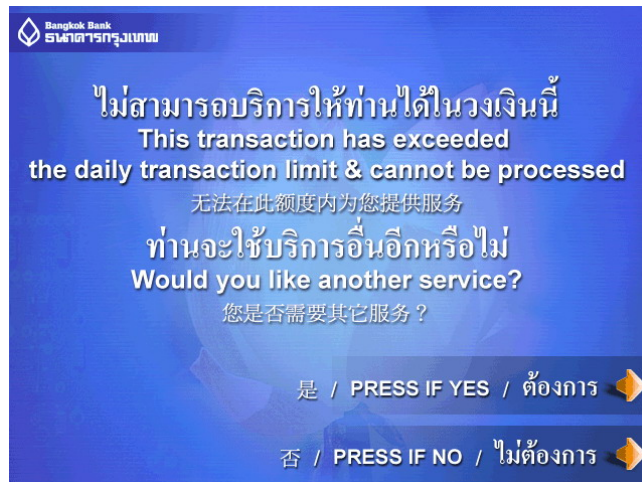 Bangkok Bank
ธนาคารกรุงเทพ
ไม่สามารถบริการให้ท่านได้ในวงเงินนี้
This transaction has exceeded
the daily transaction limit & cannot be processed
无法在此额度内为您提供服务
ท่านจะใช้บริการอื่นอีกหรือไม่
Would you like another service?
您是否需要其它服务？
是 / PRESS IF YES / ต้องการ
否 / PRESS IF NO / ไม่ต้องการ